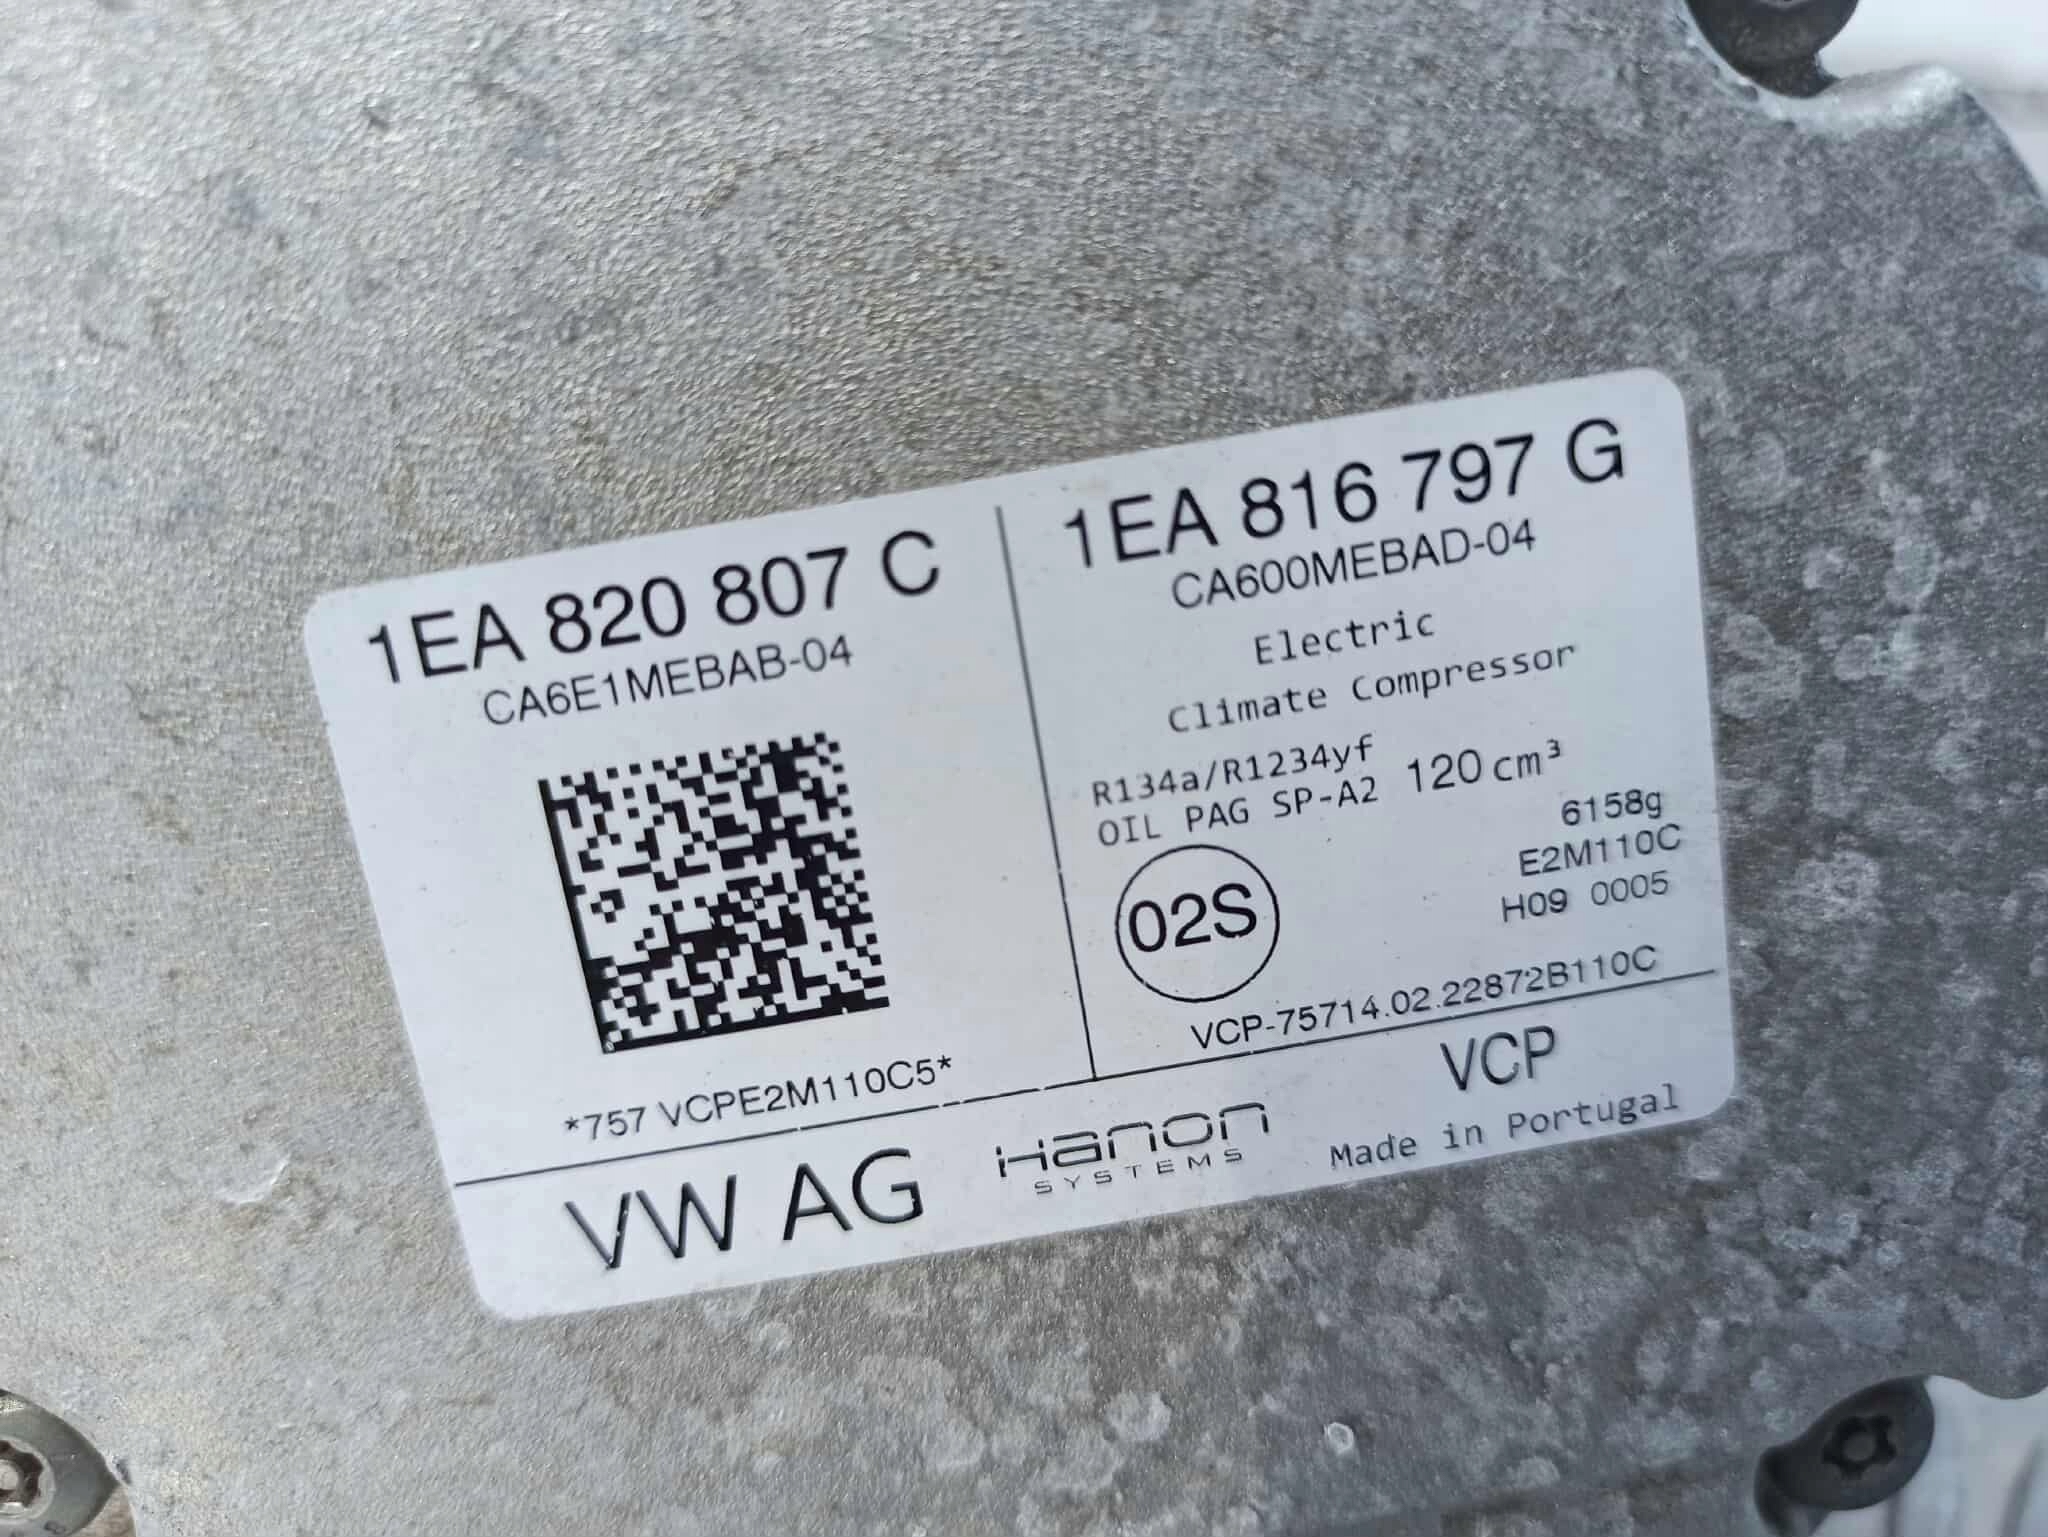 1EA 820 807 C
CA6E1MEBAB-04
*757 VCPE2M110C5*
1EA 816 797 G
CA600MEBAD-04
Electric
Climate Compressor
R134a/R1234yf
OIL PAG SP-A2 120 cm³
6158g
E2M110C
H09 0005
02S
VCP-75714.02.22872B110C
VW AG
Hanon
SYSTEMS
VCP
Made in Portugal